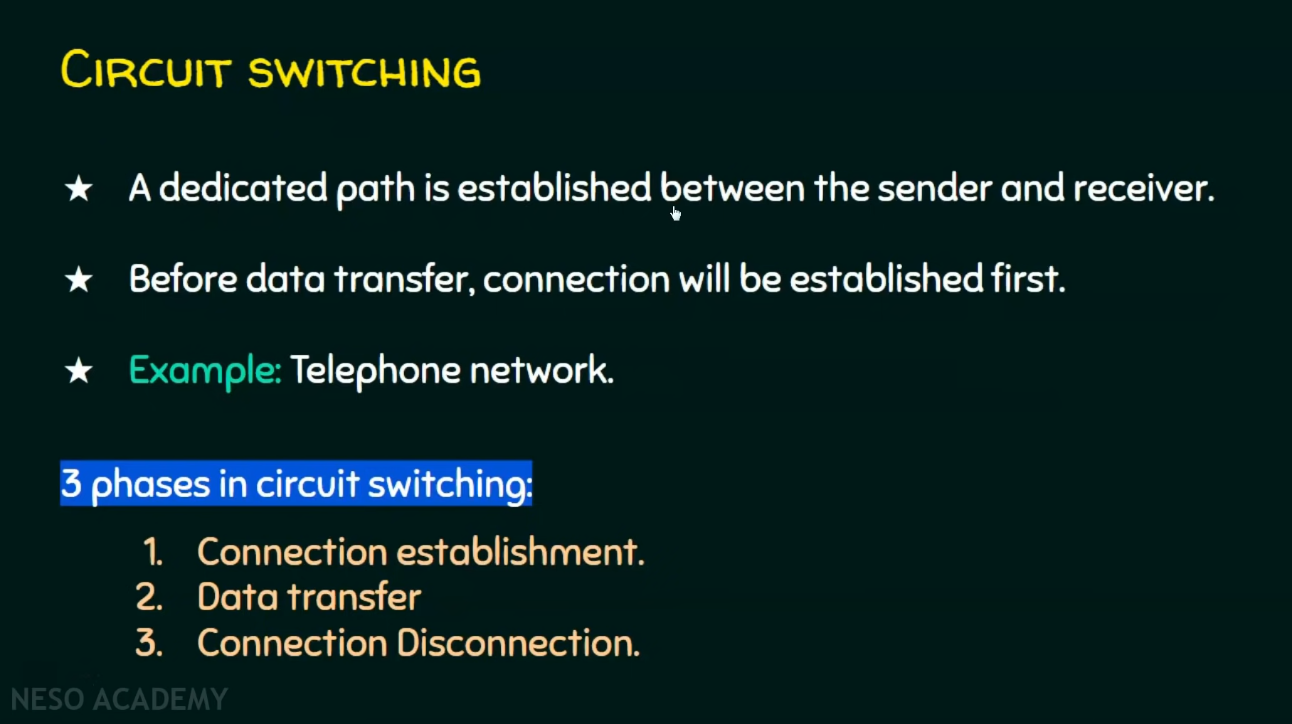 CIRCUIT SWITCHING
★ A dedicated path is established between the sender and receiver.
★ Before data transfer, connection will be established first.
★ Example: Telephone network.
3 phases in circuit switching:
1. Connection establishment.
2. Data transfer
3. Connection Disconnection.
NESO ACADEMY